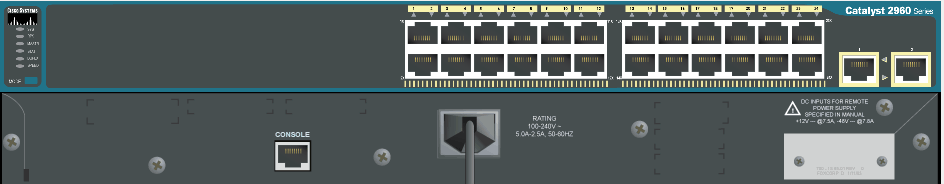 CISCO SYSTEMS
Catalyst 2960 Series
1 2 3 4 5 6 7 8 9 10 11 12
13 14 15 16 17 18 19 20 21 22 23 24
1 2
SYST
RPS
MASTR
STAT
DUPLX
SPEED
MODE
CONSOLE
RATING
100-240V ~
5.0A-2.5A, 50-60HZ
DC INPUTS FOR REMOTE
POWER SUPPLY
SPECIFIED IN MANUAL
+12V ⎓ @7.5A, -48V ⎓ @7.8A